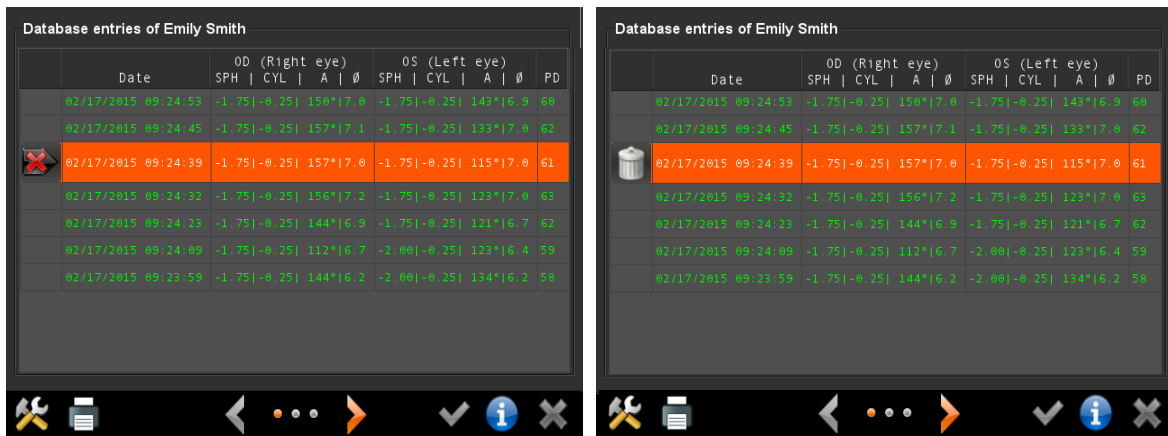 Database entries of Emily Smith
OD (Right eye) OS (Left eye)
Date SPH | CYL | A | Ø SPH | CYL | A | Ø PD
02/17/2015 09:24:53 -1.75|-0.25| 150°|7.0 -1.75|-0.25| 143°|6.9 60
02/17/2015 09:24:45 -1.75|-0.25| 157°|7.1 -1.75|-0.25| 133°|7.0 62
02/17/2015 09:24:39 -1.75|-0.25| 157°|7.0 -1.75|-0.25| 115°|7.0 61
02/17/2015 09:24:32 -1.75|-0.25| 156°|7.2 -1.75|-0.25| 123°|7.0 63
02/17/2015 09:24:23 -1.75|-0.25| 144°|6.9 -1.75|-0.25| 121°|6.7 62
02/17/2015 09:24:09 -1.75|-0.25| 112°|6.7 -2.00|-0.25| 123°|6.4 59
02/17/2015 09:23:59 -1.75|-0.25| 144°|6.2 -2.00|-0.25| 134°|6.2 58
Database entries of Emily Smith
OD (Right eye) OS (Left eye)
Date SPH | CYL | A | Ø SPH | CYL | A | Ø PD
02/17/2015 09:24:53 -1.75|-0.25| 150°|7.0 -1.75|-0.25| 143°|6.9 60
02/17/2015 09:24:45 -1.75|-0.25| 157°|7.1 -1.75|-0.25| 133°|7.0 62
02/17/2015 09:24:39 -1.75|-0.25| 157°|7.0 -1.75|-0.25| 115°|7.0 61
02/17/2015 09:24:32 -1.75|-0.25| 156°|7.2 -1.75|-0.25| 123°|7.0 63
02/17/2015 09:24:23 -1.75|-0.25| 144°|6.9 -1.75|-0.25| 121°|6.7 62
02/17/2015 09:24:09 -1.75|-0.25| 112°|6.7 -2.00|-0.25| 123°|6.4 59
02/17/2015 09:23:59 -1.75|-0.25| 144°|6.2 -2.00|-0.25| 134°|6.2 58